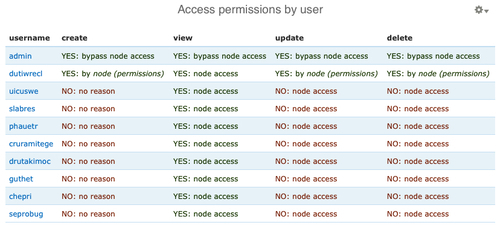 Access permissions by user
username create view update delete
admin YES: bypass node access YES: bypass node access YES: bypass node access YES: bypass node access
dutiwrecl YES: by node (permissions) YES: node access YES: by node (permissions) YES: by node (permissions)
uicuswe NO: no reason YES: node access NO: node access NO: node access
slabres NO: no reason YES: node access NO: node access NO: node access
phauetr NO: no reason YES: node access NO: node access NO: node access
cruramitege NO: no reason YES: node access NO: node access NO: node access
drutakimoc NO: no reason YES: node access NO: node access NO: node access
guthet NO: no reason YES: node access NO: node access NO: node access
chepri NO: no reason YES: node access NO: node access NO: node access
seprobug NO: no reason YES: node access NO: node access NO: node access